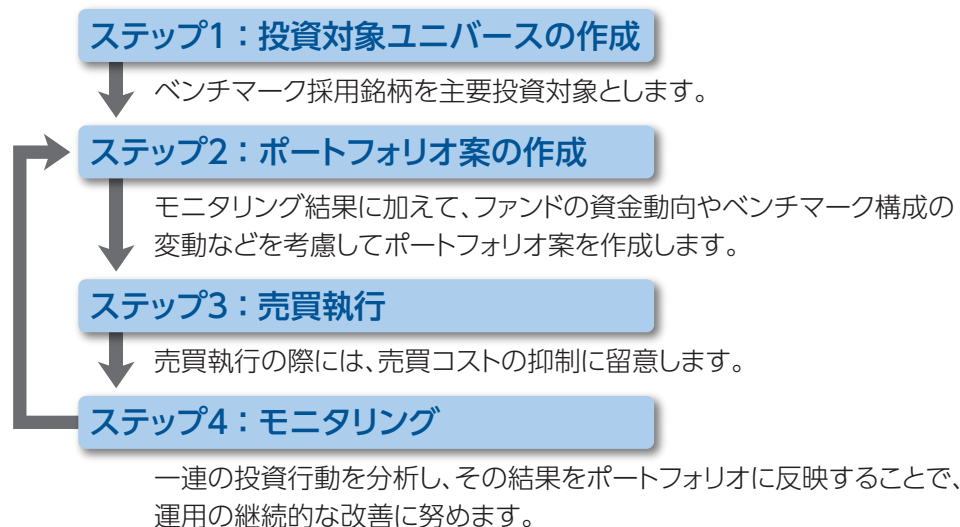 ステップ1：投資対象ユニバースの作成
ベンチマーク採用銘柄を主要投資対象とします。
ステップ2：ポートフォリオ案の作成
モニタリング結果に加えて、ファンドの資金動向やベンチマーク構成の
変動などを考慮してポートフォリオ案を作成します。
ステップ3：売買執行
売買執行の際には、売買コストの抑制に留意します。
ステップ4：モニタリング
一連の投資行動を分析し、その結果をポートフォリオに反映することで、
運用の継続的な改善に努めます。